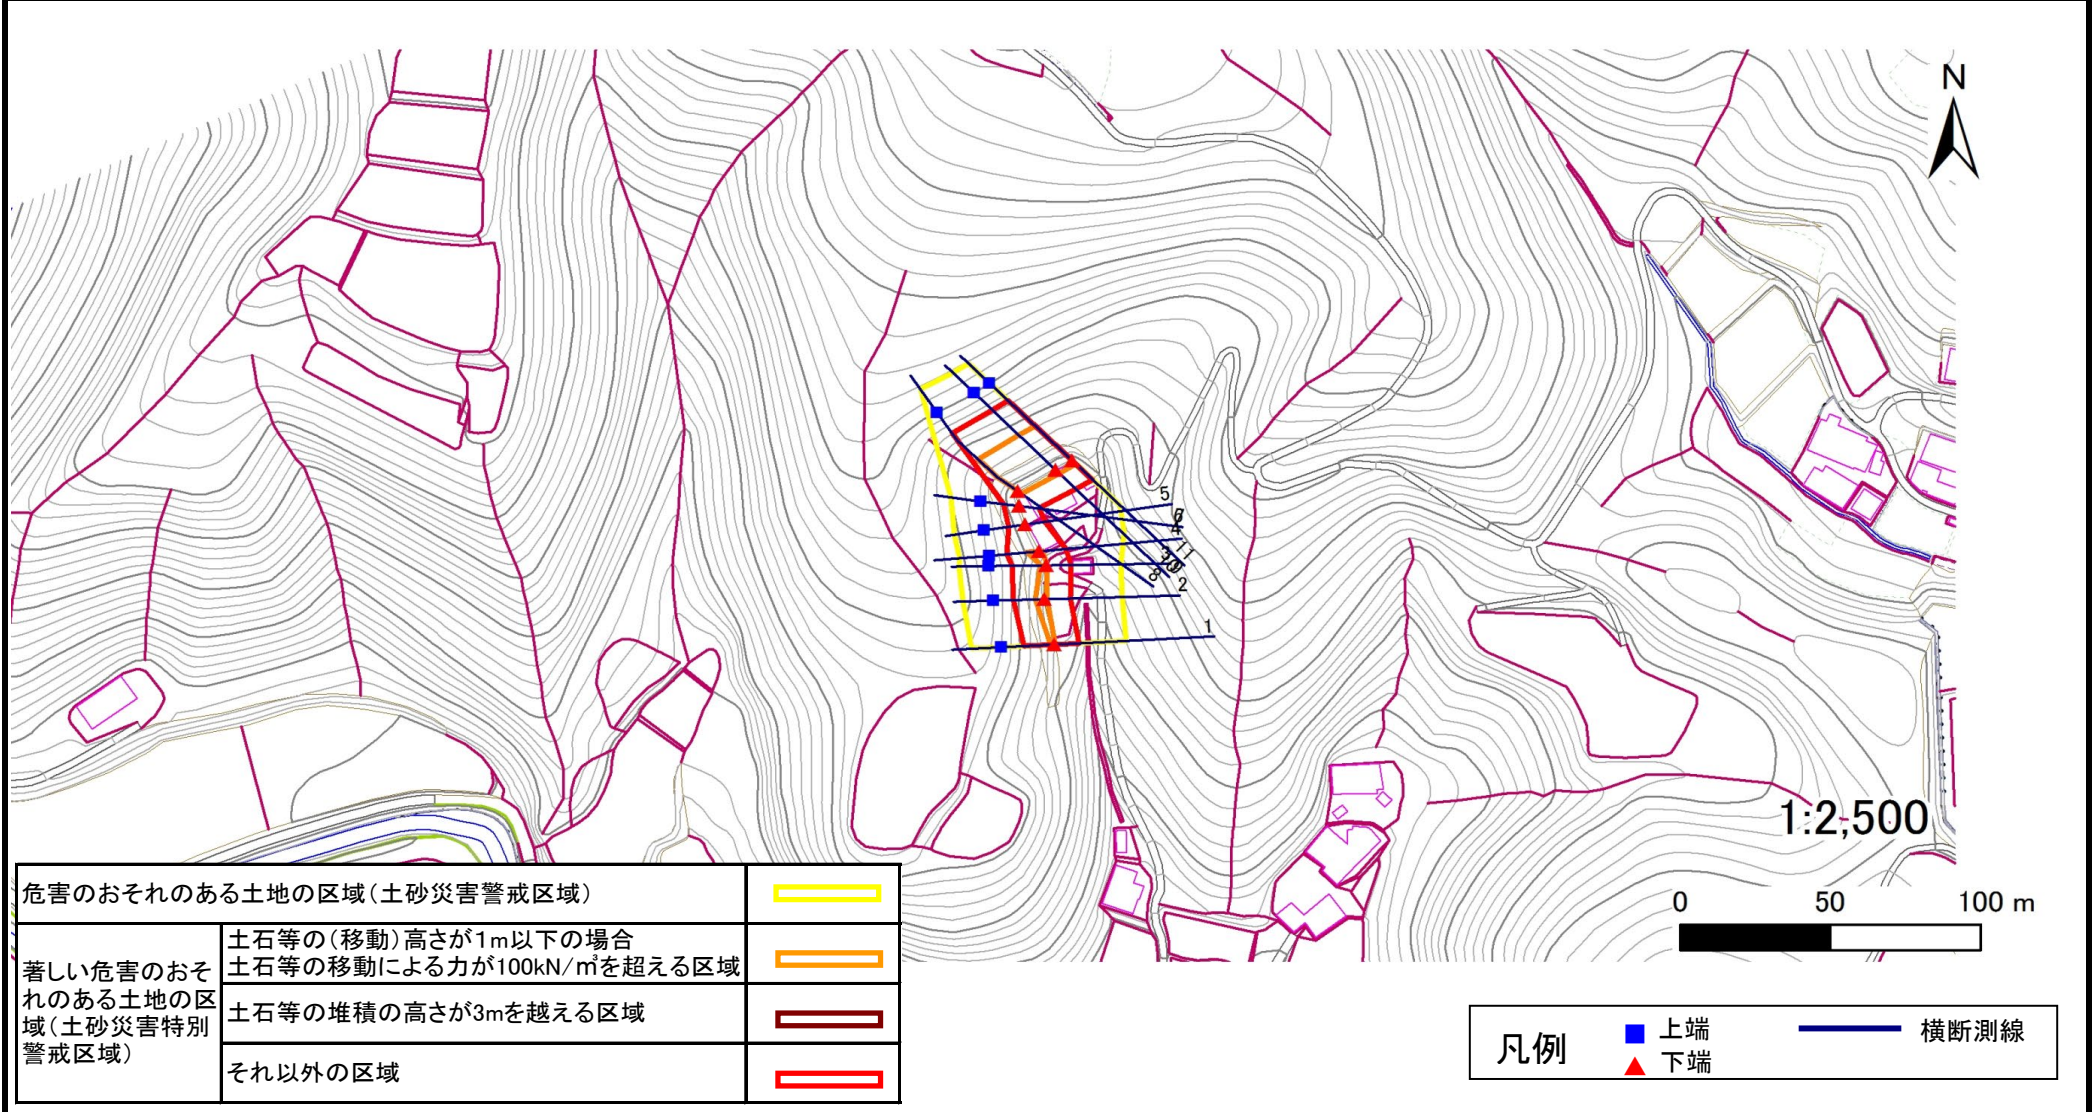 N
5
6
7
4
11
3
10
9
8
2
1
1:2,500
0 50 100 m
危害のおそれのある土地の区域(土砂災害警戒区域)
著しい危害のおそ
れのある土地の区
域(土砂災害特別
警戒区域)
土石等の(移動)高さが1m以下の場合
土石等の移動による力が100kN/㎡を超える区域
土石等の堆積の高さが3mを越える区域
それ以外の区域
凡例
上端
下端
横断測線